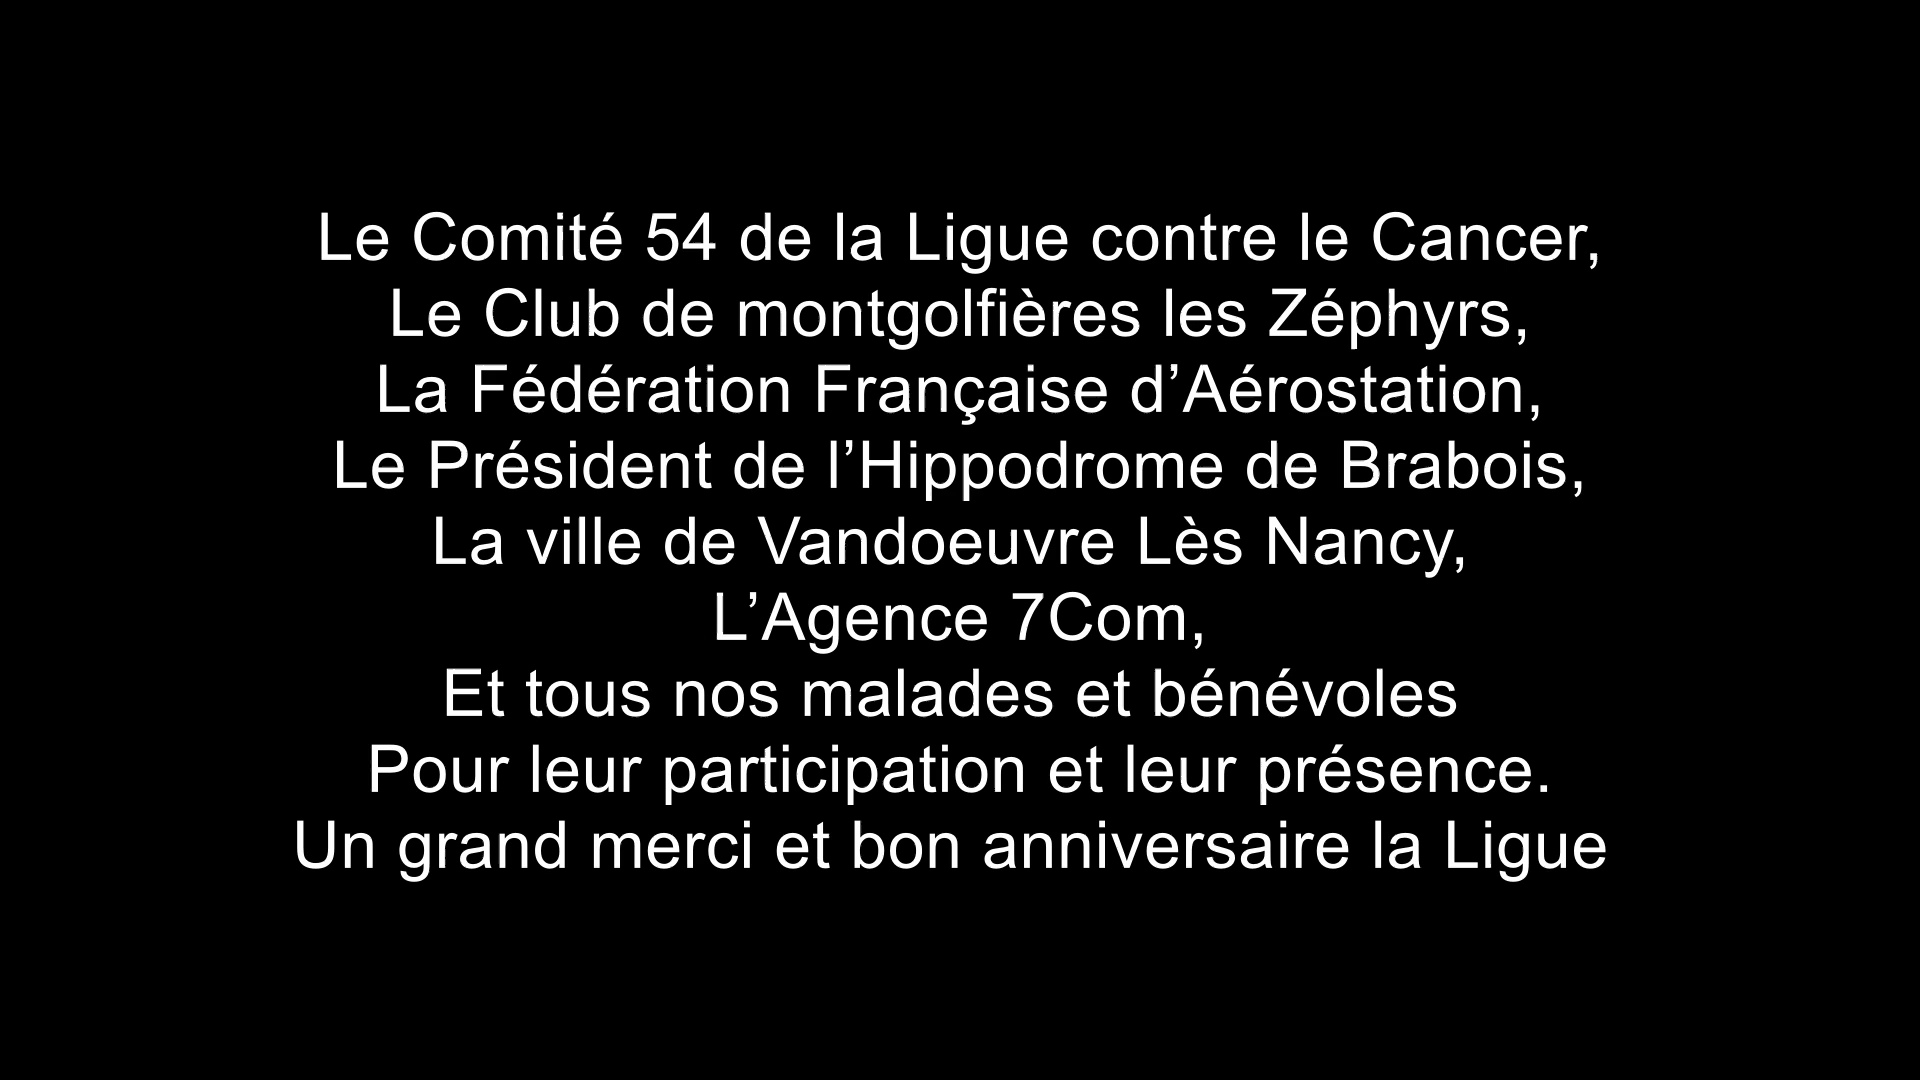 Le Comité 54 de la Ligue contre le Cancer,
Le Club de montgolfières les Zéphyrs,
La Fédération Française d’Aérostation,
Le Président de l’Hippodrome de Brabois,
La ville de Vandoeuvre Lès Nancy,
L’Agence 7Com,
Et tous nos malades et bénévoles
Pour leur participation et leur présence.
Un grand merci et bon anniversaire la Ligue